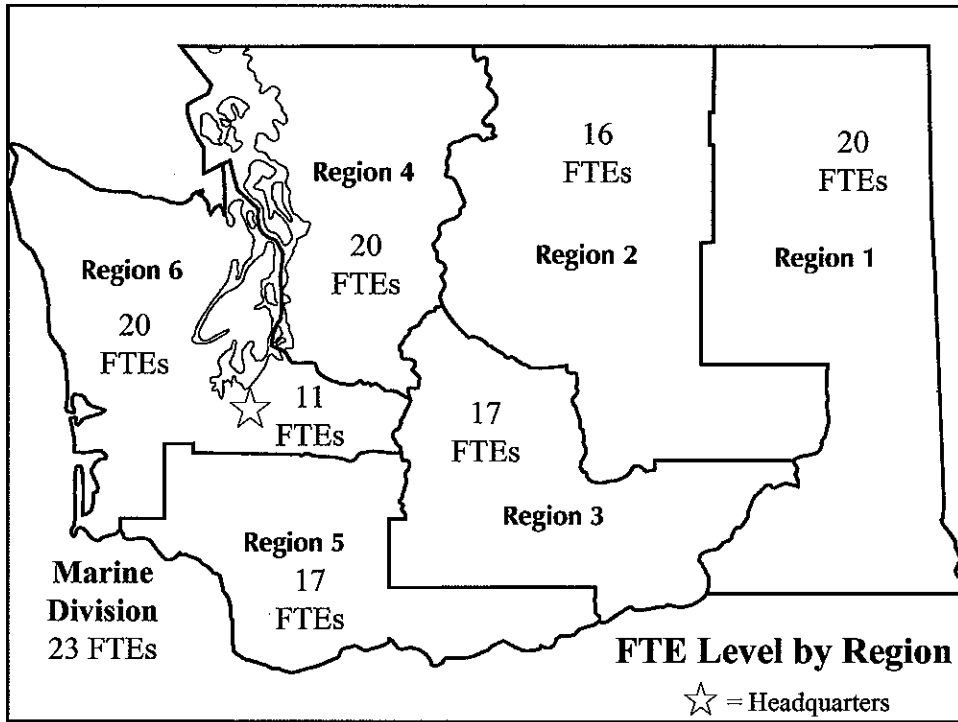 16
FTEs
20
FTEs
Region 4
20
FTEs
Region 2
Region 1
Region 6
20
FTEs
11
FTEs
17
FTEs
Region 3
Region 5
17
FTEs
Marine
Division
23 FTEs
FTE Level by Region
= Headquarters